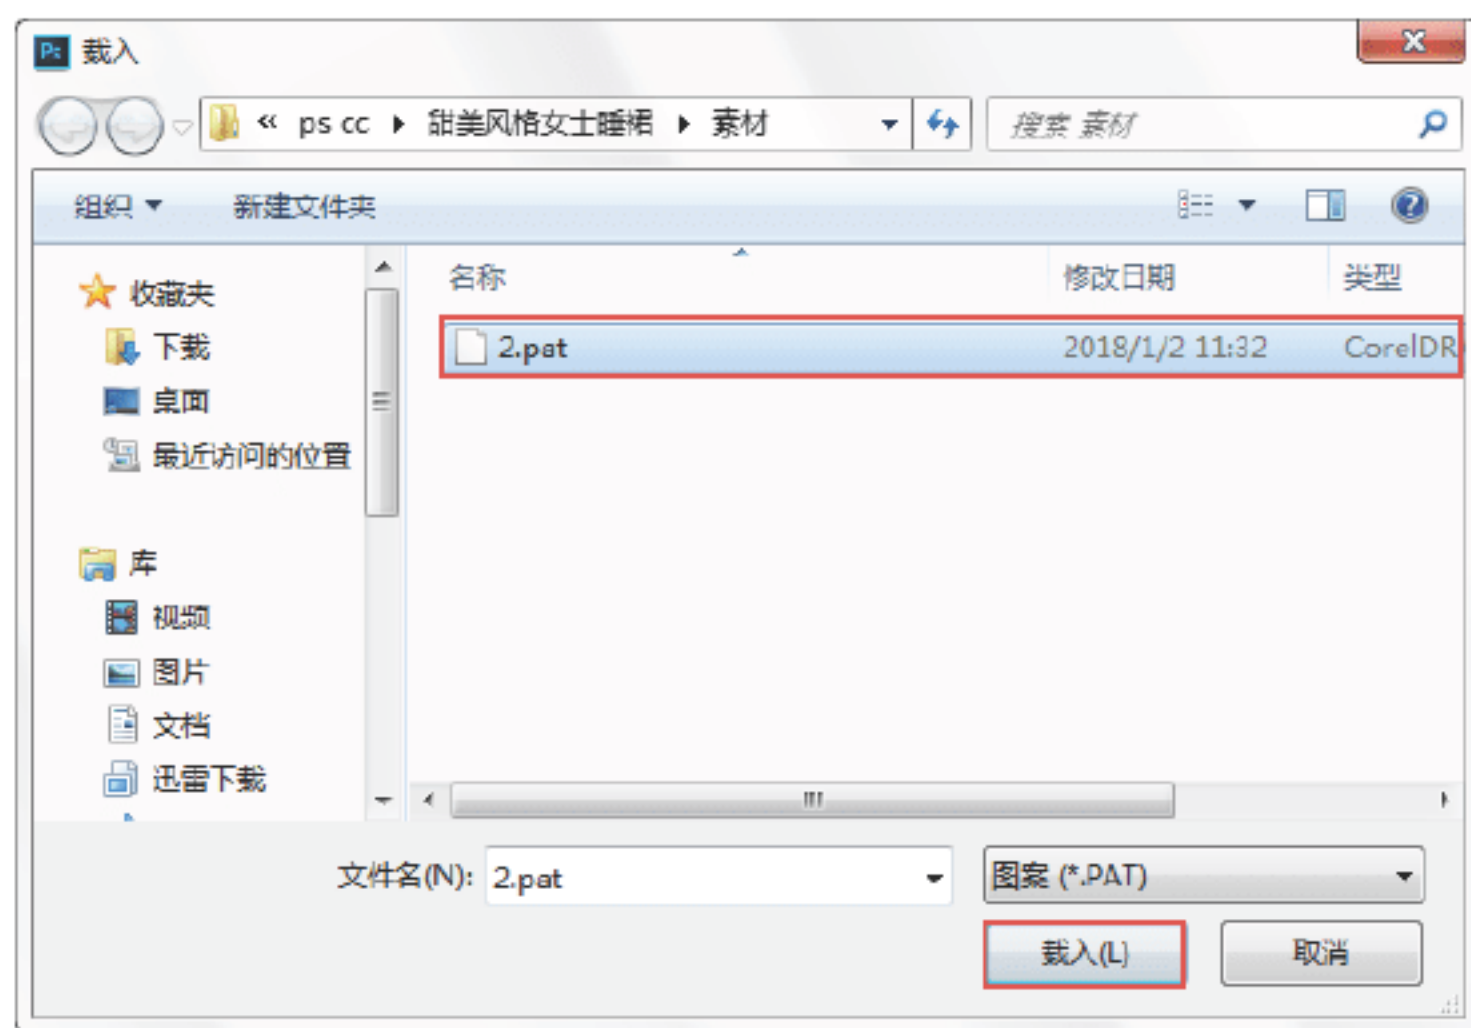 Ps 载入
« ps cc ▸ 甜美风格女士睡裙 ▸ 素材 搜索 素材
组织 新建文件夹
名称 修改日期 类型
2.pat 2018/1/2 11:32 CorelDR
收藏夹
下载
桌面
最近访问的位置
库
视频
图片
文档
迅雷下载
文件名(N): 2.pat 图案 (*.PAT)
载入(L) 取消